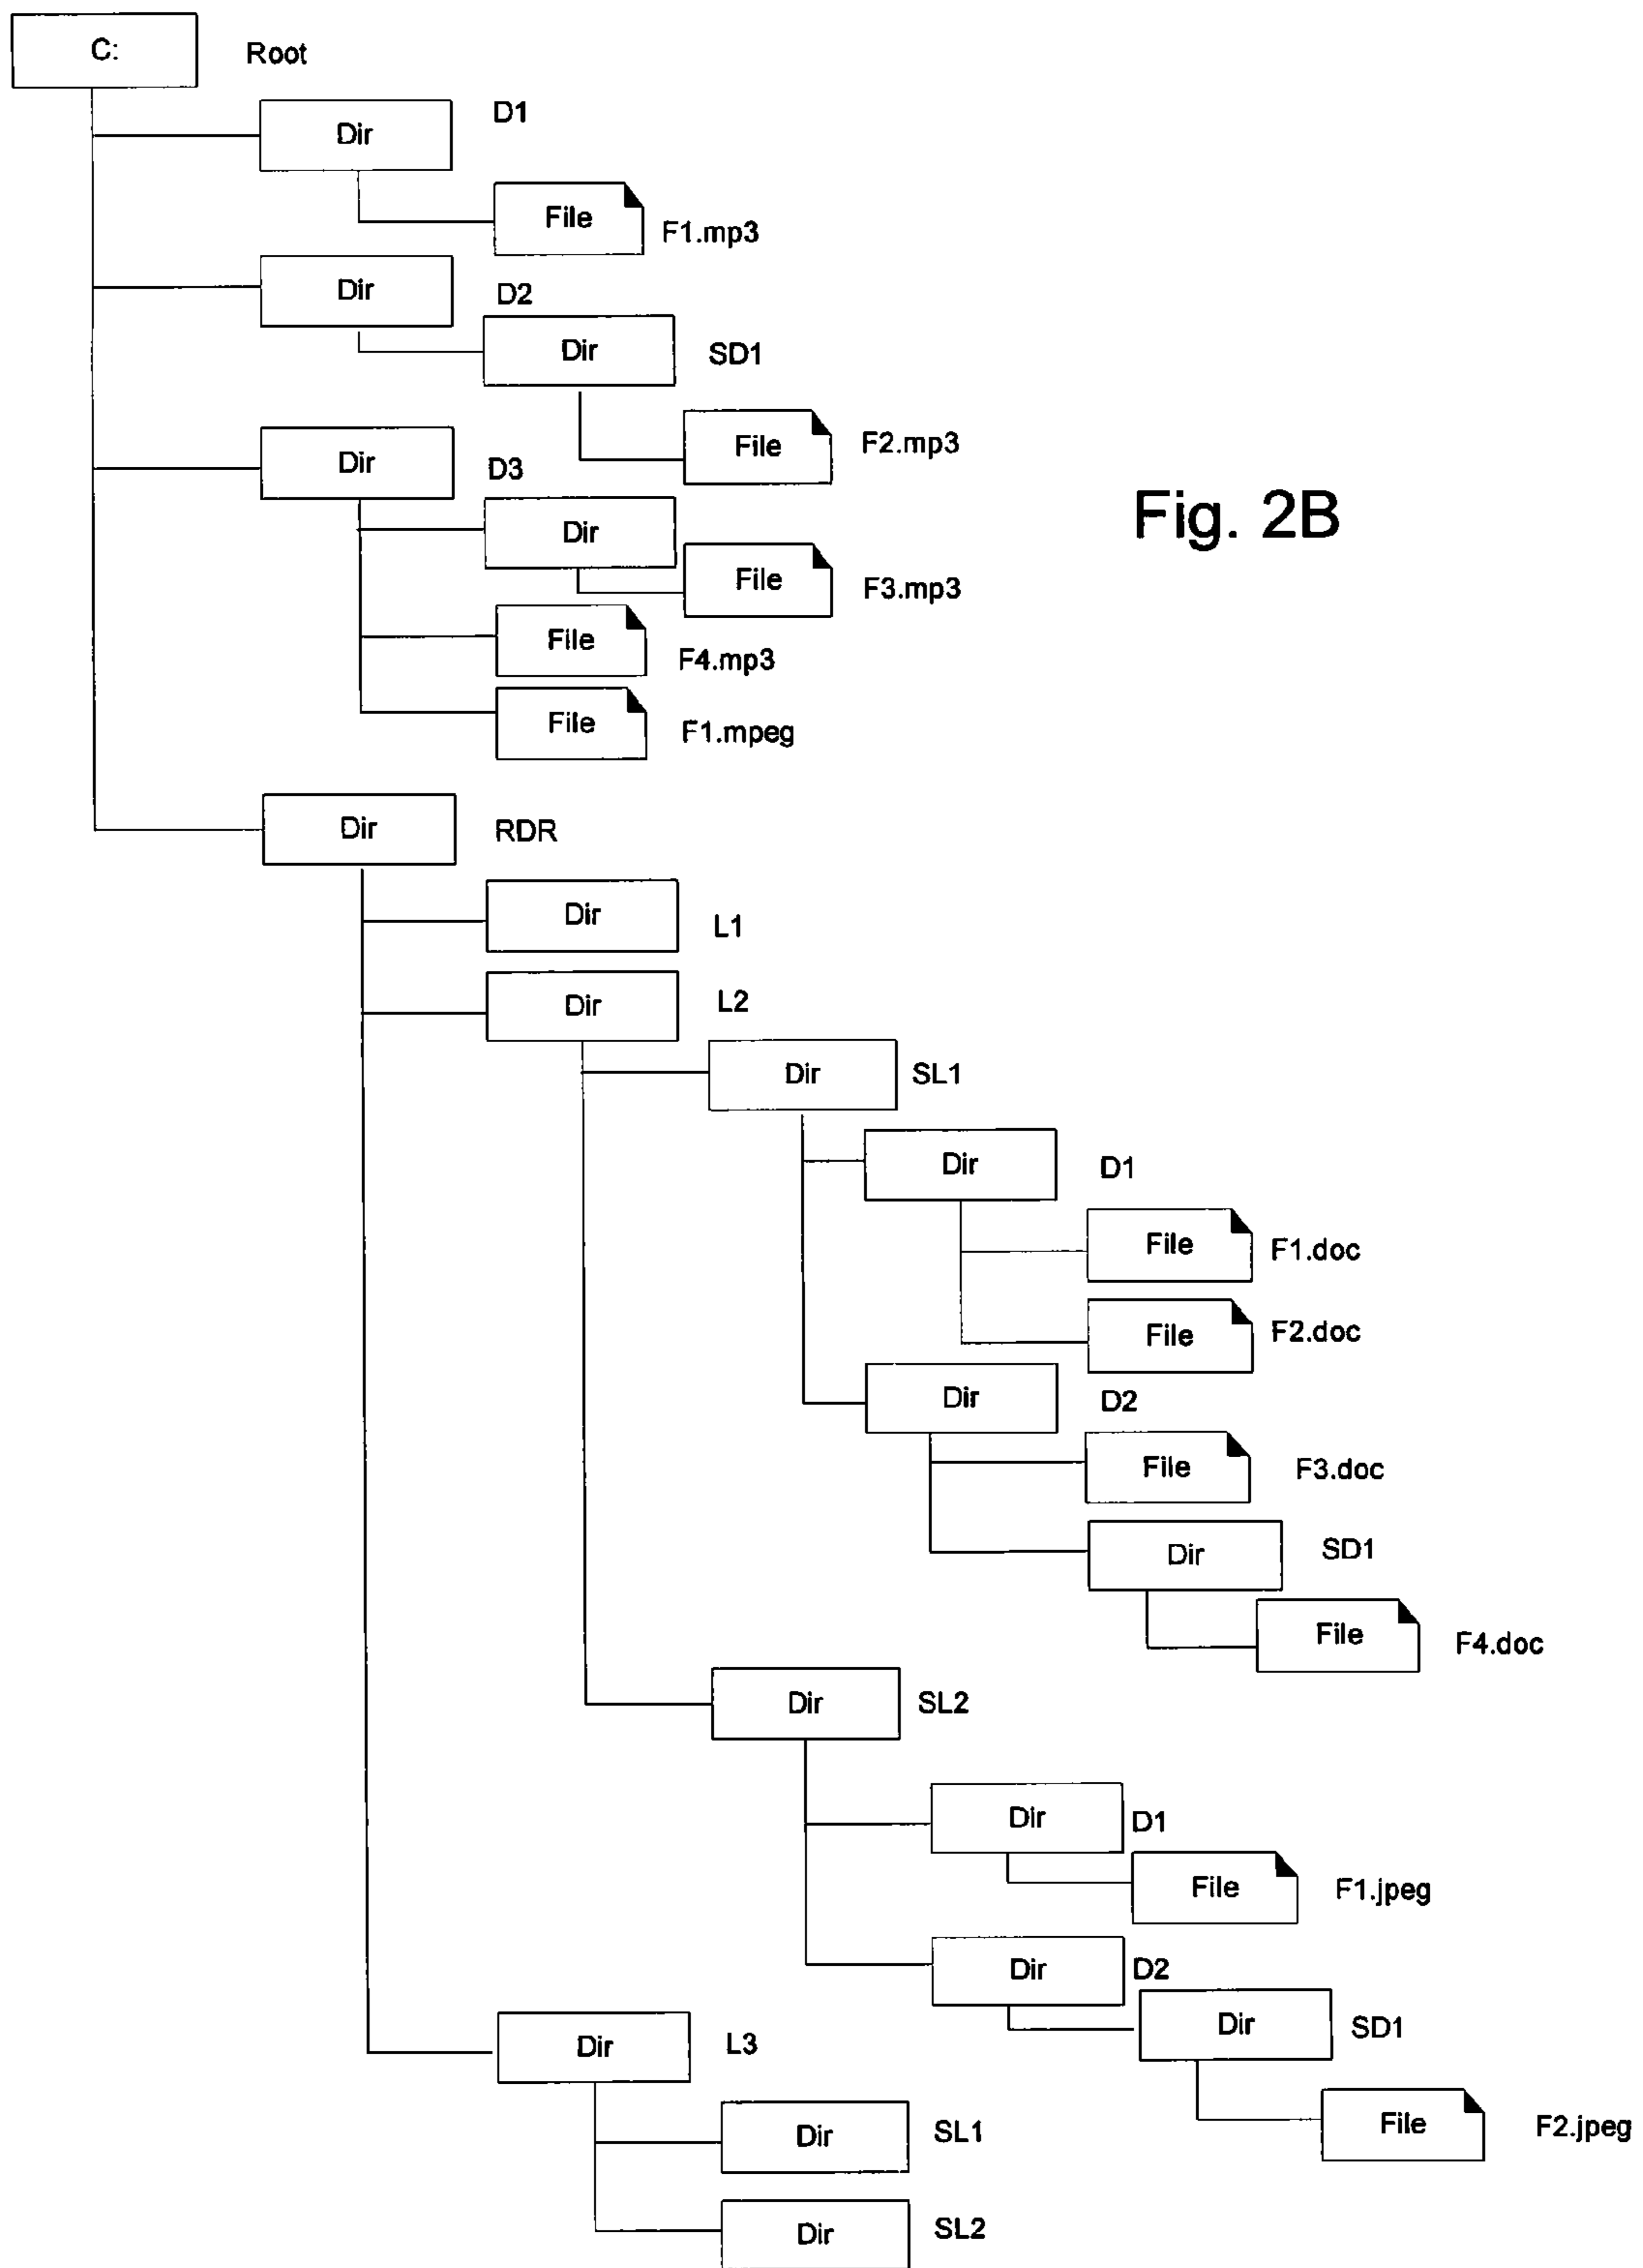 C: Root
Dir D1
File F1.mp3
Dir D2
Dir SD1
File F2.mp3
Dir D3
Dir
File F3.mp3
File F4.mp3
File F1.mpeg
Fig. 2B
Dir RDR
Dir L1
Dir L2
Dir SL1
Dir D1
File F1.doc
File F2.doc
Dir D2
File F3.doc
Dir SD1
File F4.doc
Dir SL2
Dir D1
File F1.jpeg
Dir D2
Dir SD1
File F2.jpeg
Dir L3
Dir SL1
Dir SL2